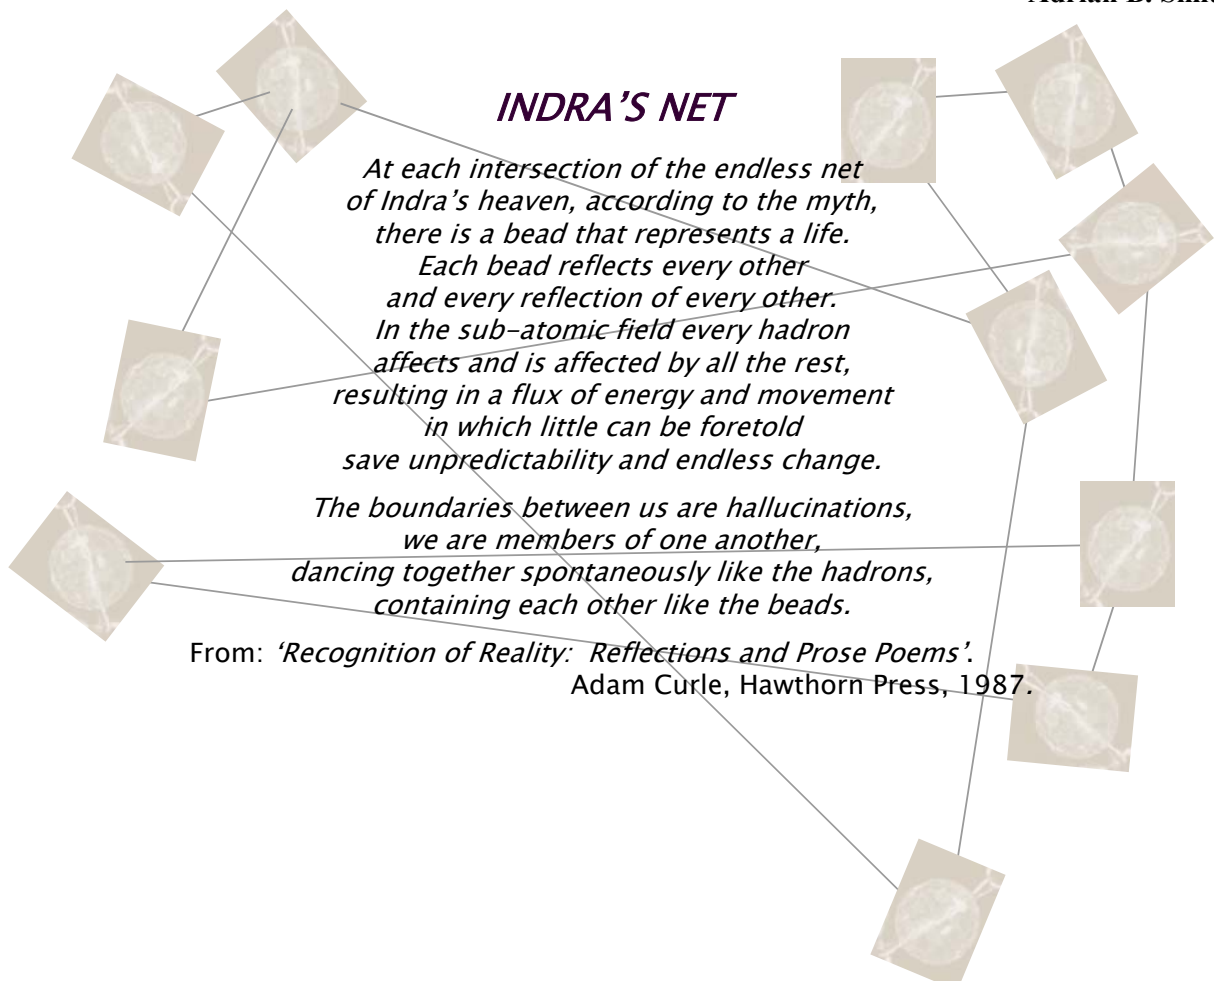 Adrian B.
INDRA’S NET
At each intersection of the endless net
of Indra’s heaven, according to the myth,
there is a bead that represents a life.
Each bead reflects every other
and every reflection of every other.
In the sub-atomic field every hadron
affects and is affected by all the rest,
resulting in a flux of energy and movement
in which little can be foretold
save unpredictability and endless change.
The boundaries between us are hallucinations,
we are members of one another,
dancing together spontaneously like the hadrons,
containing each other like the beads.
From: ‘Recognition of Reality: Reflections and Prose Poems’.
Adam Curle, Hawthorn Press, 1987.